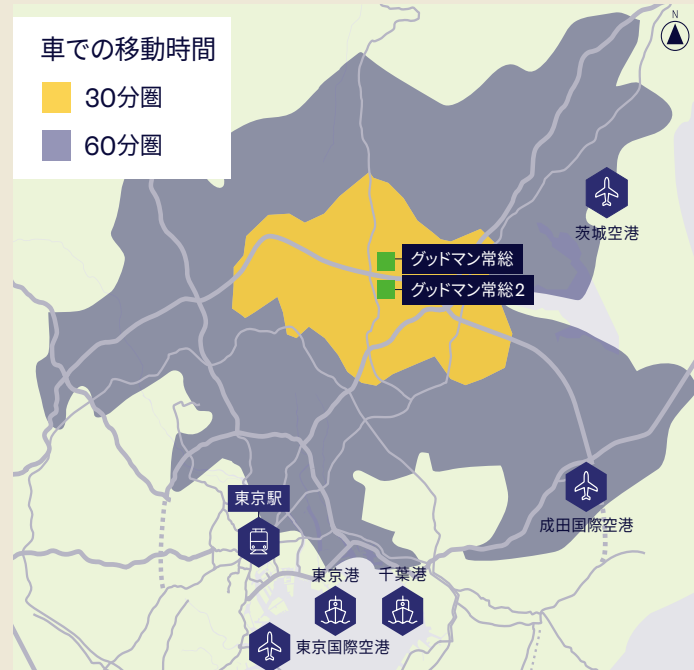 車での移動時間
30分圏
60分圏
N
茨城空港
グッドマン常総
グッドマン常総2
東京駅
成田国際空港
東京港
千葉港
東京国際空港